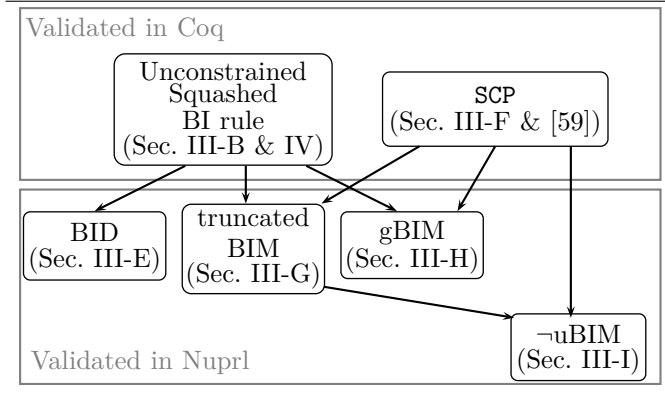 Validated in Coq
Unconstrained
Squashed
BI rule
(Sec. III-B & IV)
SCP
(Sec. III-F & [59])
BID
(Sec. III-E)
truncated
BIM
(Sec. III-G)
gBIM
(Sec. III-H)
¬uBIM
(Sec. III-I)
Validated in Nuprl